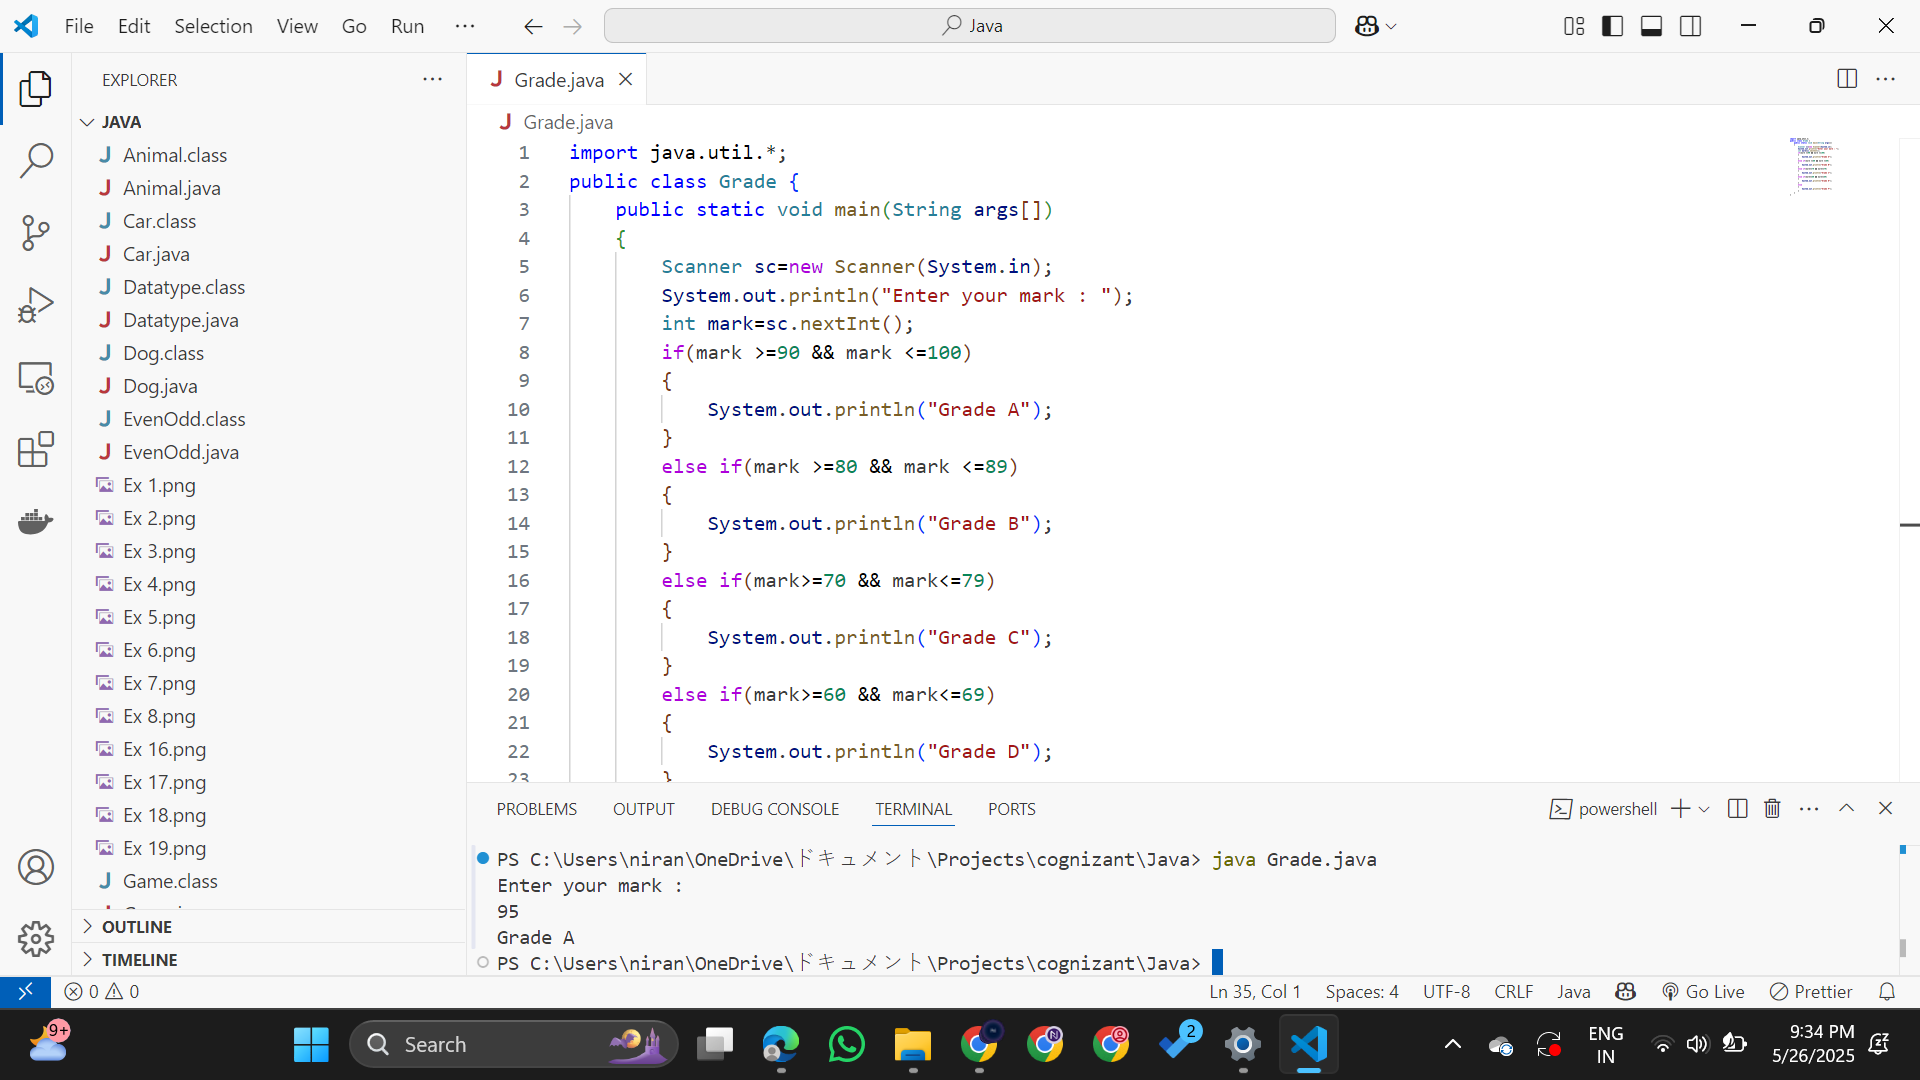 File Edit Selection View Go Run ··· Java
EXPLORER ···
JAVA
Animal.class
Animal.java
Car.class
Car.java
Datatype.class
Datatype.java
Dog.class
Dog.java
EvenOdd.class
EvenOdd.java
Ex 1.png
Ex 2.png
Ex 3.png
Ex 4.png
Ex 5.png
Ex 6.png
Ex 7.png
Ex 8.png
Ex 16.png
Ex 17.png
Ex 18.png
Ex 19.png
Game.class
OUTLINE
TIMELINE
J Grade.java
J Grade.java
1 import java.util.*;
2 public class Grade {
3 public static void main(String args[])
4 {
5 Scanner sc=new Scanner(System.in);
6 System.out.println("Enter your mark : ");
7 int mark=sc.nextInt();
8 if(mark >=90 && mark <=100)
9 {
10 System.out.println("Grade A");
11 }
12 else if(mark >=80 && mark <=89)
13 {
14 System.out.println("Grade B");
15 }
16 else if(mark>=70 && mark<=79)
17 {
18 System.out.println("Grade C");
19 }
20 else if(mark>=60 && mark<=69)
21 {
22 System.out.println("Grade D");
23 }
PROBLEMS OUTPUT DEBUG CONSOLE TERMINAL PORTS powershell
PS C:\Users\niran\OneDrive\ドキュメント\Projects\cognizant\Java> java Grade.java
Enter your mark :
95
Grade A
PS C:\Users\niran\OneDrive\ドキュメント\Projects\cognizant\Java>
0 0 Ln 35, Col 1 Spaces: 4 UTF-8 CRLF Java Go Live Prettier
9+ Search 2 ENG
IN
9:34 PM
5/26/2025